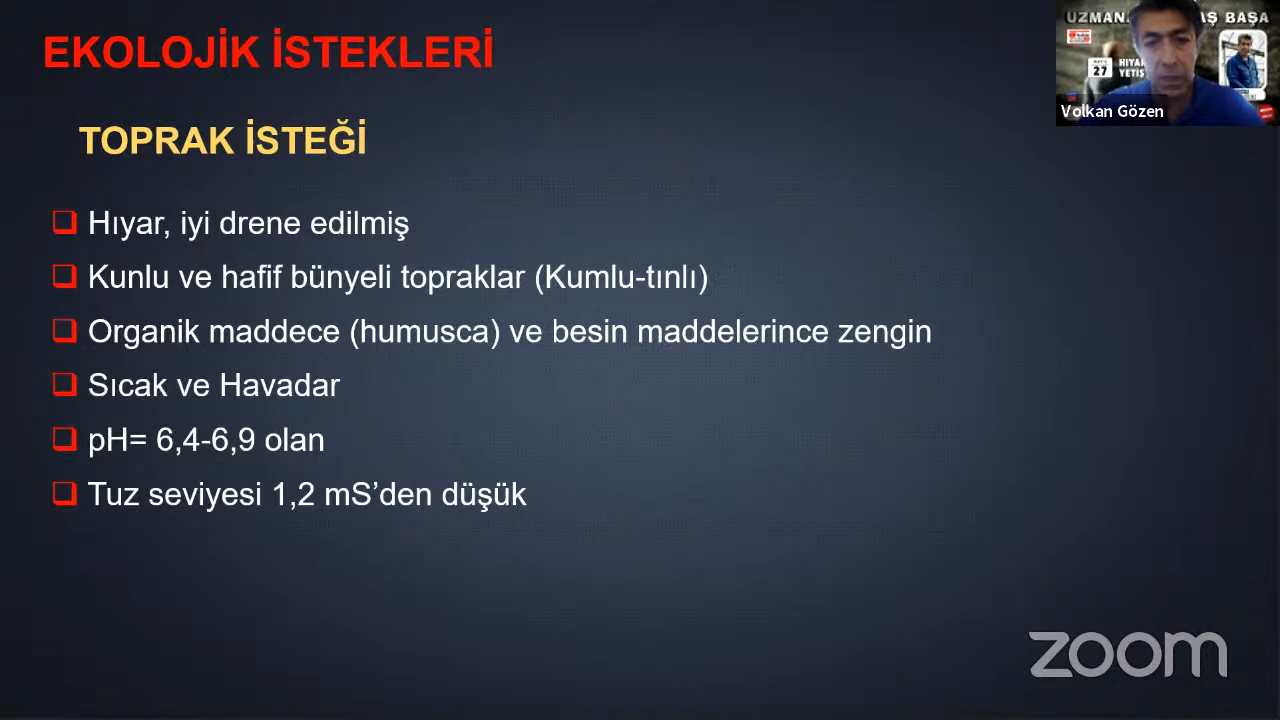 EKOLOJİK İSTEKLERİ
TOPRAK İSTEĞİ
Hıyar, iyi drene edilmiş
Kunlu ve hafif bünyeli topraklar (Kumlu-tınlı)
Organik maddece (humusca) ve besin maddelerince zengin
Sıcak ve Havadar
pH= 6,4-6,9 olan
Tuz seviyesi 1,2 mS’den düşük
UZMAN
Ş BAŞA
27
HIYAR
YETİŞ
Volkan Gözen
zoom